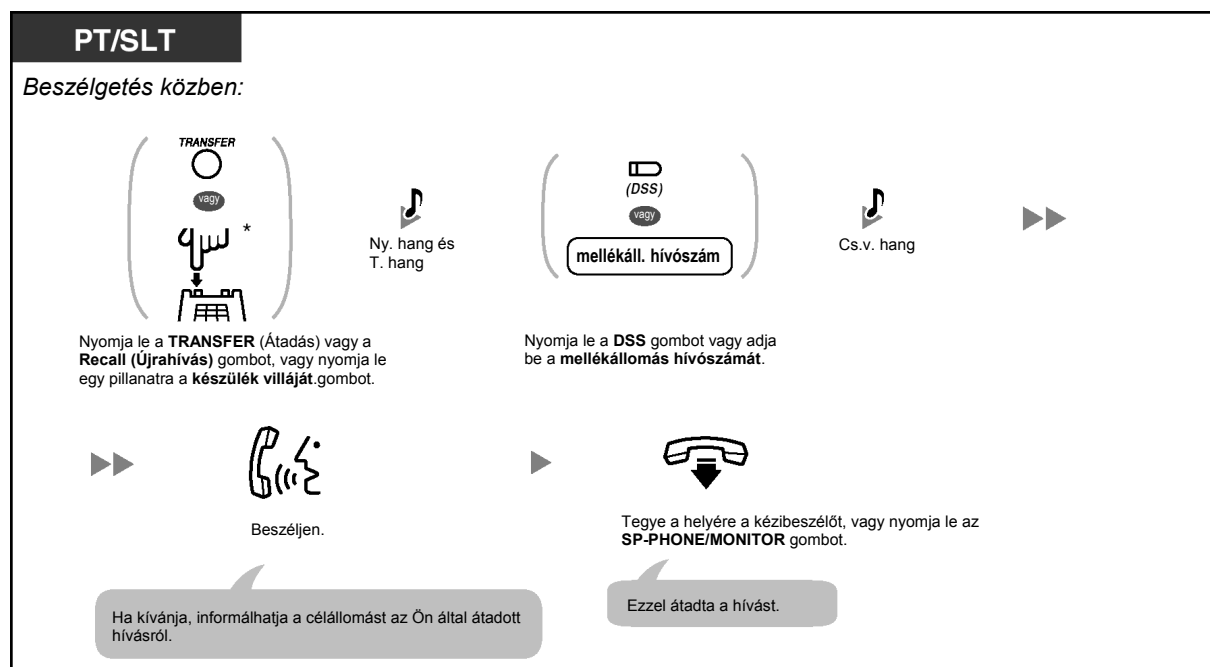 PT/SLT
Beszélgetés közben:
TRANSFER
vagy
*
Ny. hang és
T. hang
(DSS)
vagy
mellékáll. hívószám
Cs.v. hang
Nyomja le a TRANSFER (Átadás) vagy a
Recall (Újrahívás) gombot, vagy nyomja le
egy pillanatra a készülék villáját.gombot.
Nyomja le a DSS gombot vagy adja
be a mellékállomás hívószámát.
Beszéljen.
Tegye a helyére a kézibeszélőt, vagy nyomja le az
SP-PHONE/MONITOR gombot.
Ha kívánja, informálhatja a célállomást az Ön által átadott
hívásról.
Ezzel átadta a hívást.